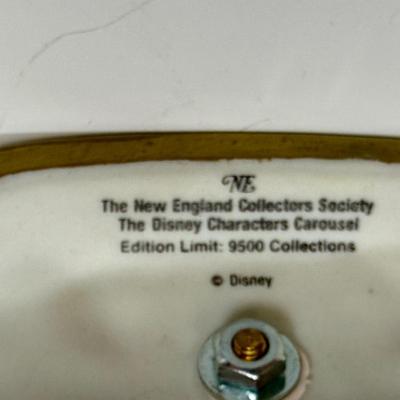 NE
The New England Collectors Society
The Disney Characters Carousel
Edition Limit: 9500 Collections
© Disney